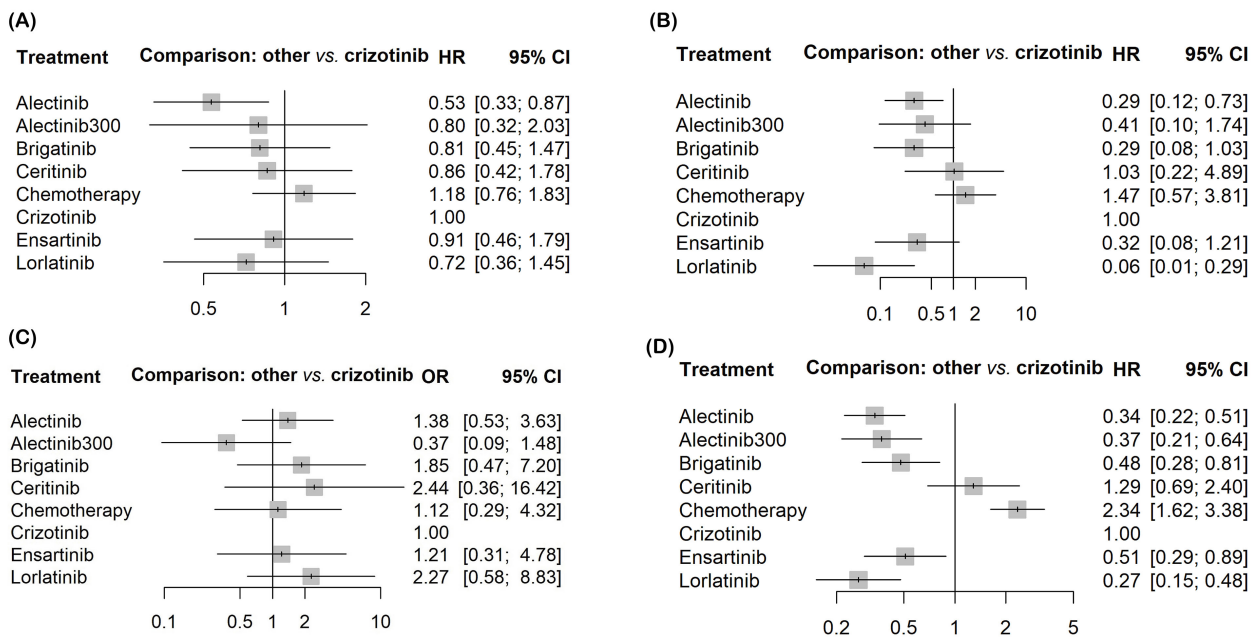 (A)
Treatment Comparison: other vs. crizotinib HR 95% CI
Alectinib 0.53 [0.33; 0.87]
Alectinib300 0.80 [0.32; 2.03]
Brigatinib 0.81 [0.45; 1.47]
Ceritinib 0.86 [0.42; 1.78]
Chemotherapy 1.18 [0.76; 1.83]
Crizotinib 1.00
Ensartinib 0.91 [0.46; 1.79]
Lorlatinib 0.72 [0.36; 1.45]
0.5 1 2
(B)
Treatment Comparison: other vs. crizotinib HR 95% CI
Alectinib 0.29 [0.12; 0.73]
Alectinib300 0.41 [0.10; 1.74]
Brigatinib 0.29 [0.08; 1.03]
Ceritinib 1.03 [0.22; 4.89]
Chemotherapy 1.47 [0.57; 3.81]
Crizotinib 1.00
Ensartinib 0.32 [0.08; 1.21]
Lorlatinib 0.06 [0.01; 0.29]
0.1 0.5 1 2 10
(C)
Treatment Comparison: other vs. crizotinib OR 95% CI
Alectinib 1.38 [0.53; 3.63]
Alectinib300 0.37 [0.09; 1.48]
Brigatinib 1.85 [0.47; 7.20]
Ceritinib 2.44 [0.36; 16.42]
Chemotherapy 1.12 [0.29; 4.32]
Crizotinib 1.00
Ensartinib 1.21 [0.31; 4.78]
Lorlatinib 2.27 [0.58; 8.83]
0.1 0.5 1 2 10
(D)
Treatment Comparison: other vs. crizotinib HR 95% CI
Alectinib 0.34 [0.22; 0.51]
Alectinib300 0.37 [0.21; 0.64]
Brigatinib 0.48 [0.28; 0.81]
Ceritinib 1.29 [0.69; 2.40]
Chemotherapy 2.34 [1.62; 3.38]
Crizotinib 1.00
Ensartinib 0.51 [0.29; 0.89]
Lorlatinib 0.27 [0.15; 0.48]
0.2 0.5 1 2 5